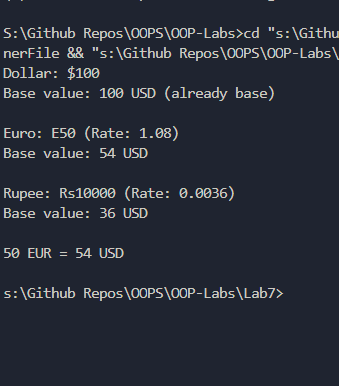 S:\Github Repos\OOPS\OOP-Labs>cd "s:\Githu
nerFile && "s:\Github Repos\OOPS\OOP-Labs\
Dollar: $100
Base value: 100 USD (already base)
Euro: E50 (Rate: 1.08)
Base value: 54 USD
Rupee: Rs10000 (Rate: 0.0036)
Base value: 36 USD
50 EUR = 54 USD
s:\Github Repos\OOPS\OOP-Labs\Lab7>